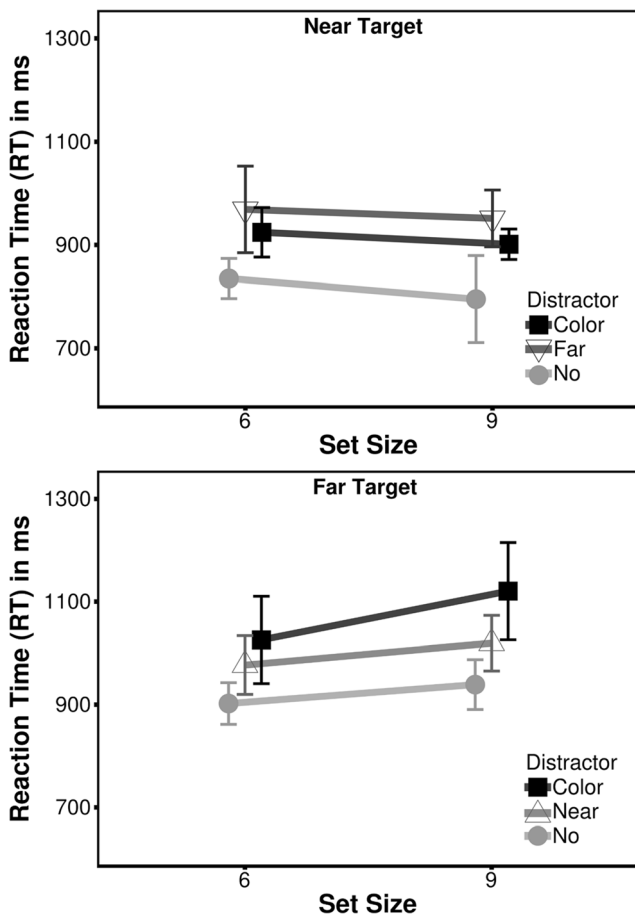 Near Target
Reaction Time (RT) in ms
1300
1100
900
700
Distractor
Color
Far
No
6
9
Set Size
Far Target
Reaction Time (RT) in ms
1300
1100
900
700
Distractor
Color
Near
No
6
9
Set Size